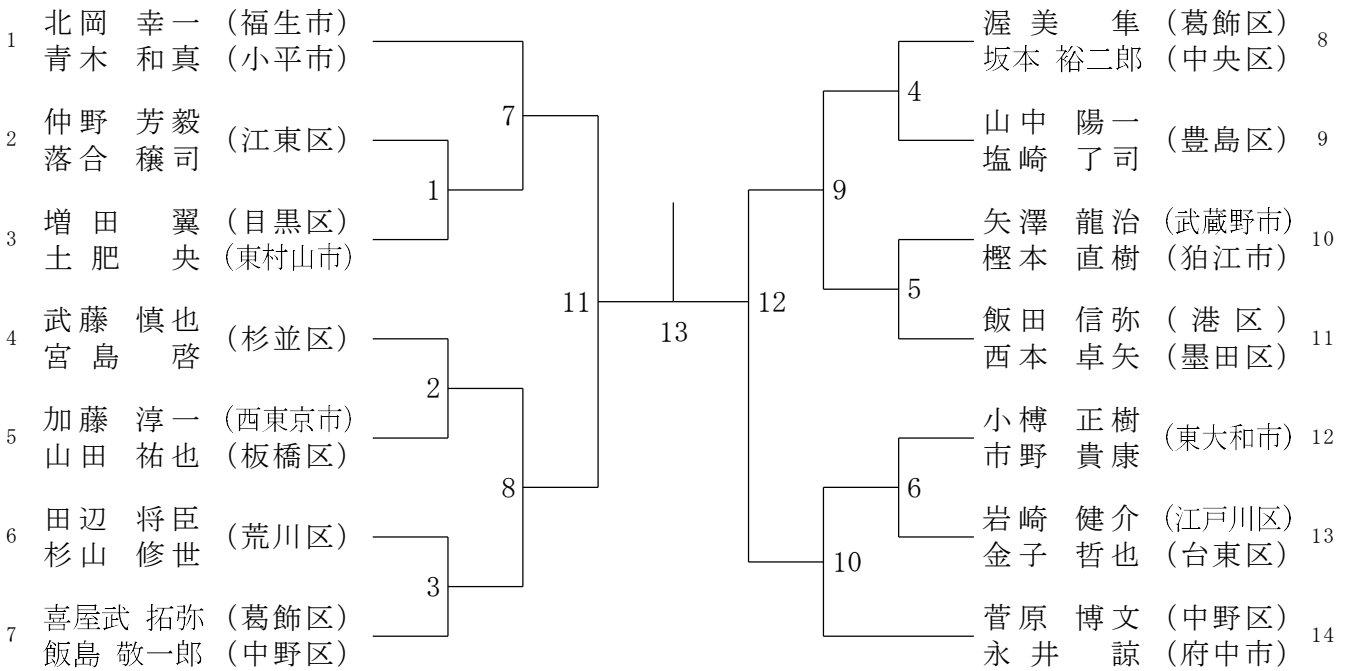 1 北岡 幸一 (福生市)
青木 和真 (小平市)
2 仲野 芳毅 (江東区)
落合 穣司
3 増田 翼 (目黒区)
土肥 央 (東村山市)
4 武藤 慎也 (杉並区)
宮島 啓
5 加藤 淳一 (西東京市)
山田 祐也 (板橋区)
6 田辺 将臣 (荒川区)
杉山 修世
7 喜屋武 拓弥 (葛飾区)
飯島 敬一郎 (中野区)
7
1
2
8
3
11
13
12
4
9
5
6
10
渥美 隼 (葛飾区) 8
坂本 裕二郎 (中央区)
山中 陽一 (豊島区) 9
塩崎 了司
矢澤 龍治 (武蔵野市) 10
樫本 直樹 (狛江市)
飯田 信弥 (港区) 11
西本 卓矢 (墨田区)
小榑 正樹 (東大和市) 12
市野 貴康
岩崎 健介 (江戸川区) 13
金子 哲也 (台東区)
菅原 博文 (中野区) 14
永井 諒 (府中市)